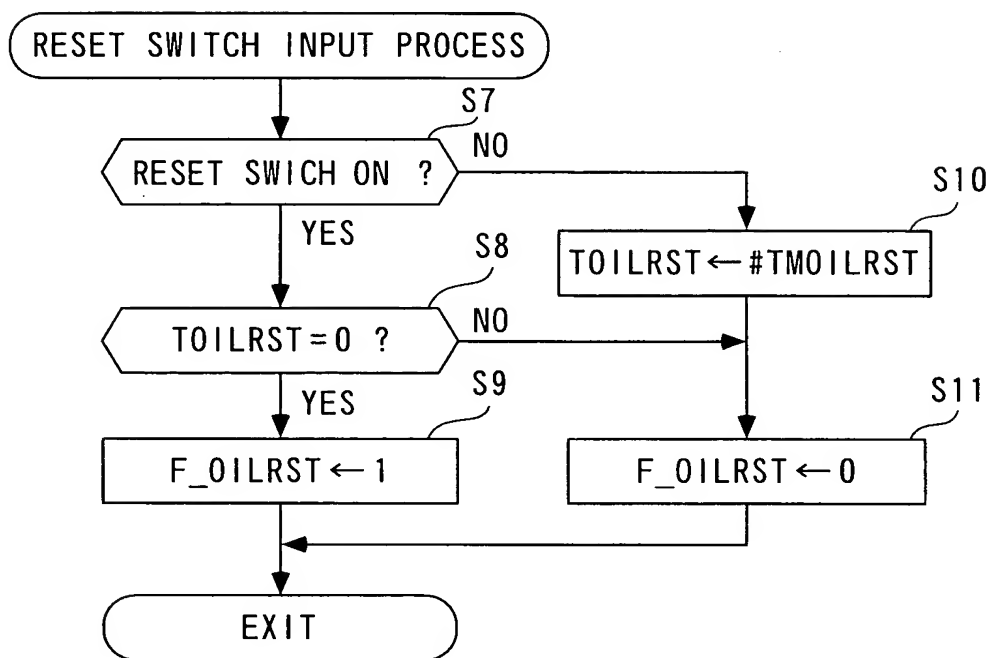 RESET SWITCH INPUT PROCESS
S7
RESET SWICH ON ?
NO
YES
S10
TOILRST←#TMOILRST
S8
TOILRST=0 ?
NO
YES
S9
F_OILRST←1
S11
F_OILRST←0
EXIT